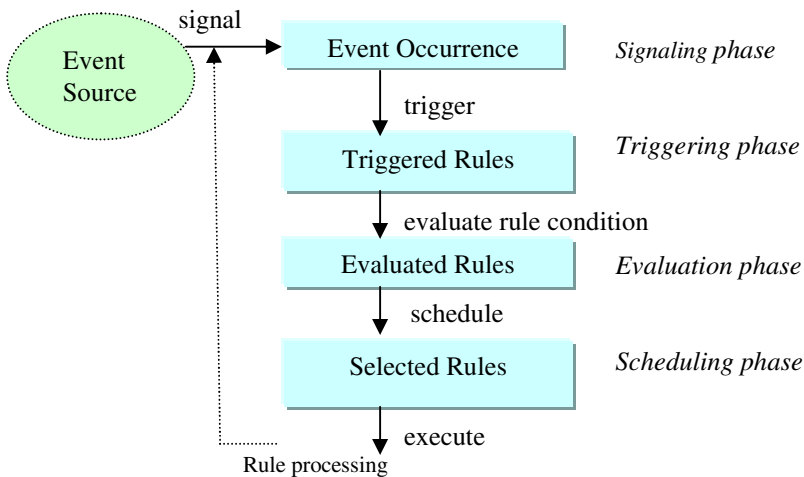 signal
Event
Source
Event Occurrence
Signaling phase
trigger
Triggered Rules
Triggering phase
evaluate rule condition
Evaluated Rules
Evaluation phase
schedule
Selected Rules
Scheduling phase
execute
Rule processing